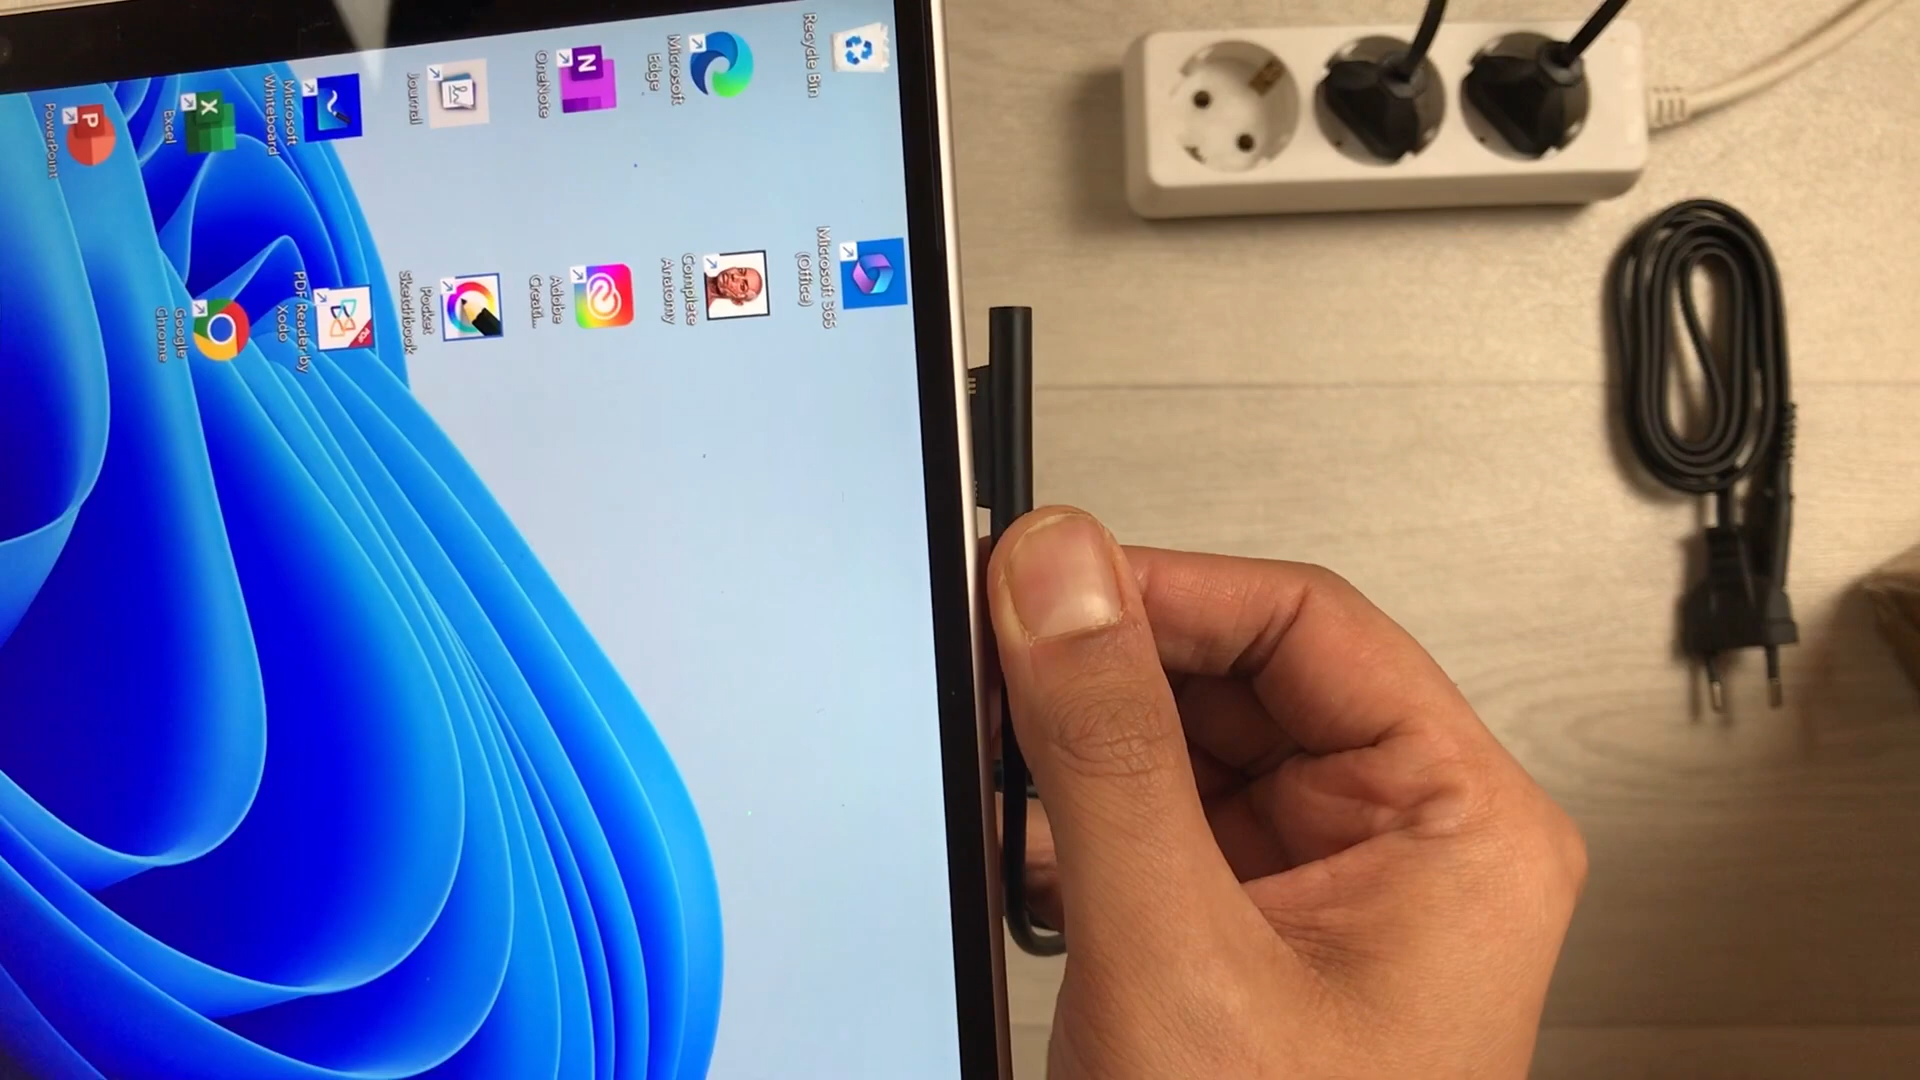 Recycle Bin
Microsoft
Edge
OneNote
Journal
Microsoft
Whiteboard
Excel
PowerPoint
Microsoft 365
(Office)
Complete
Anatomy
Adobe
Creati...
Pocket
Sketchbook
PDF Reader by
Xodo
Google
Chrome
N
X
P
PDF